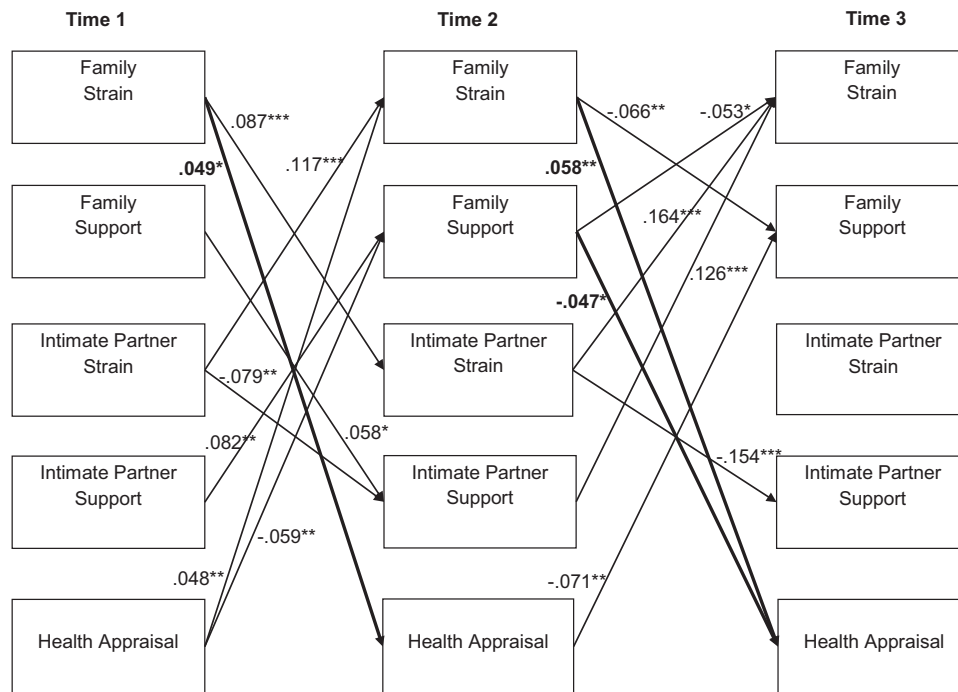 Time 1
Time 2
Time 3
Family
Strain
Family
Strain
Family
Strain
.087***
-.066**
-.053*
.049*
.117***
.058**
Family
Support
Family
Support
Family
Support
.164***
.126***
-.047*
Intimate Partner
Strain
Intimate Partner
Strain
Intimate Partner
Strain
-.079**
.082**
.058*
-.154***
Intimate Partner
Support
Intimate Partner
Support
Intimate Partner
Support
-.059**
.048**
-.071**
Health Appraisal
Health Appraisal
Health Appraisal